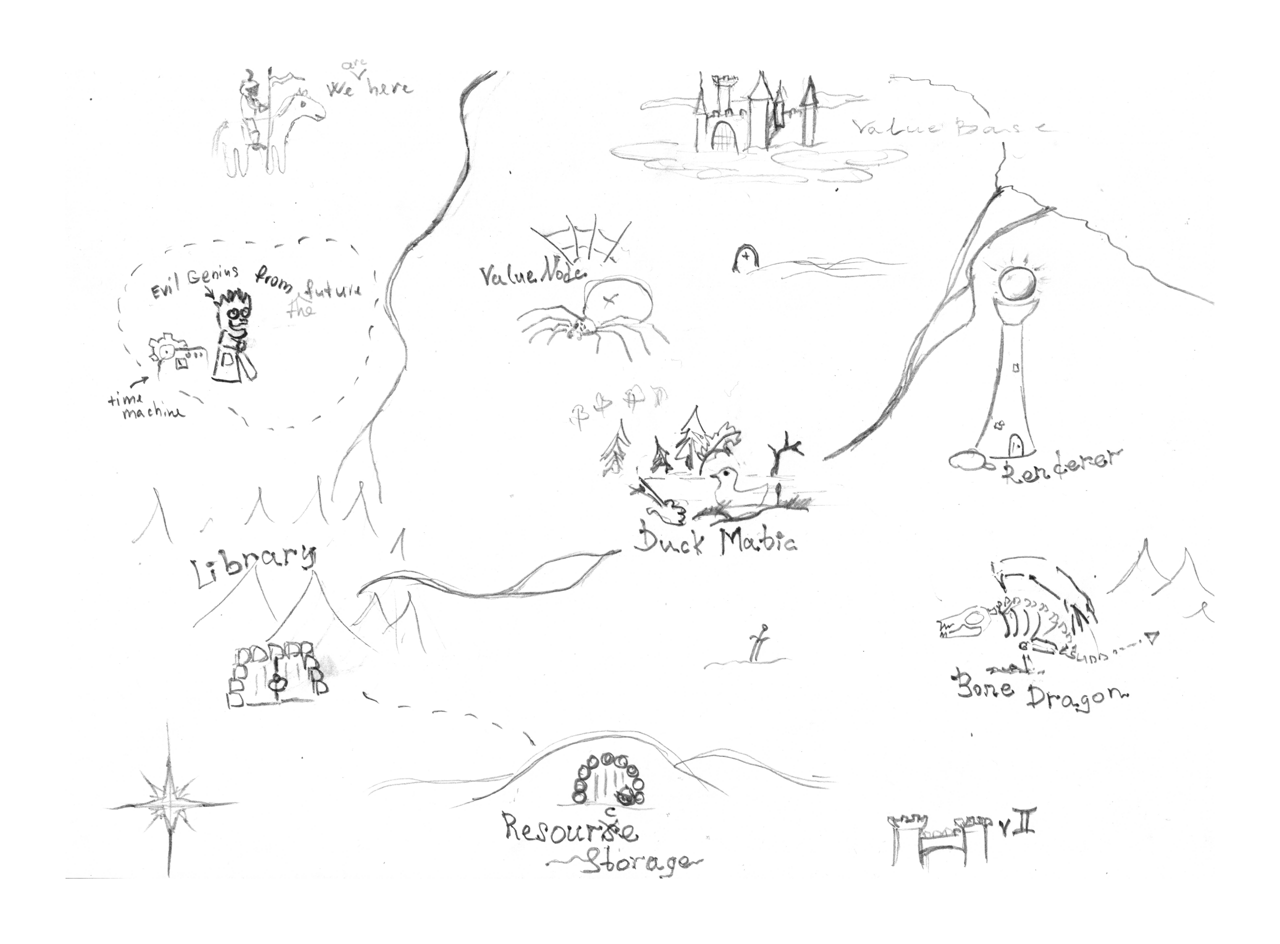 We are here
Value Base
Evil Genius from the future
Value Node
time
machine
Renderer
Duck Mabic
Library
Bone Dragon
Resource
Storage
v II